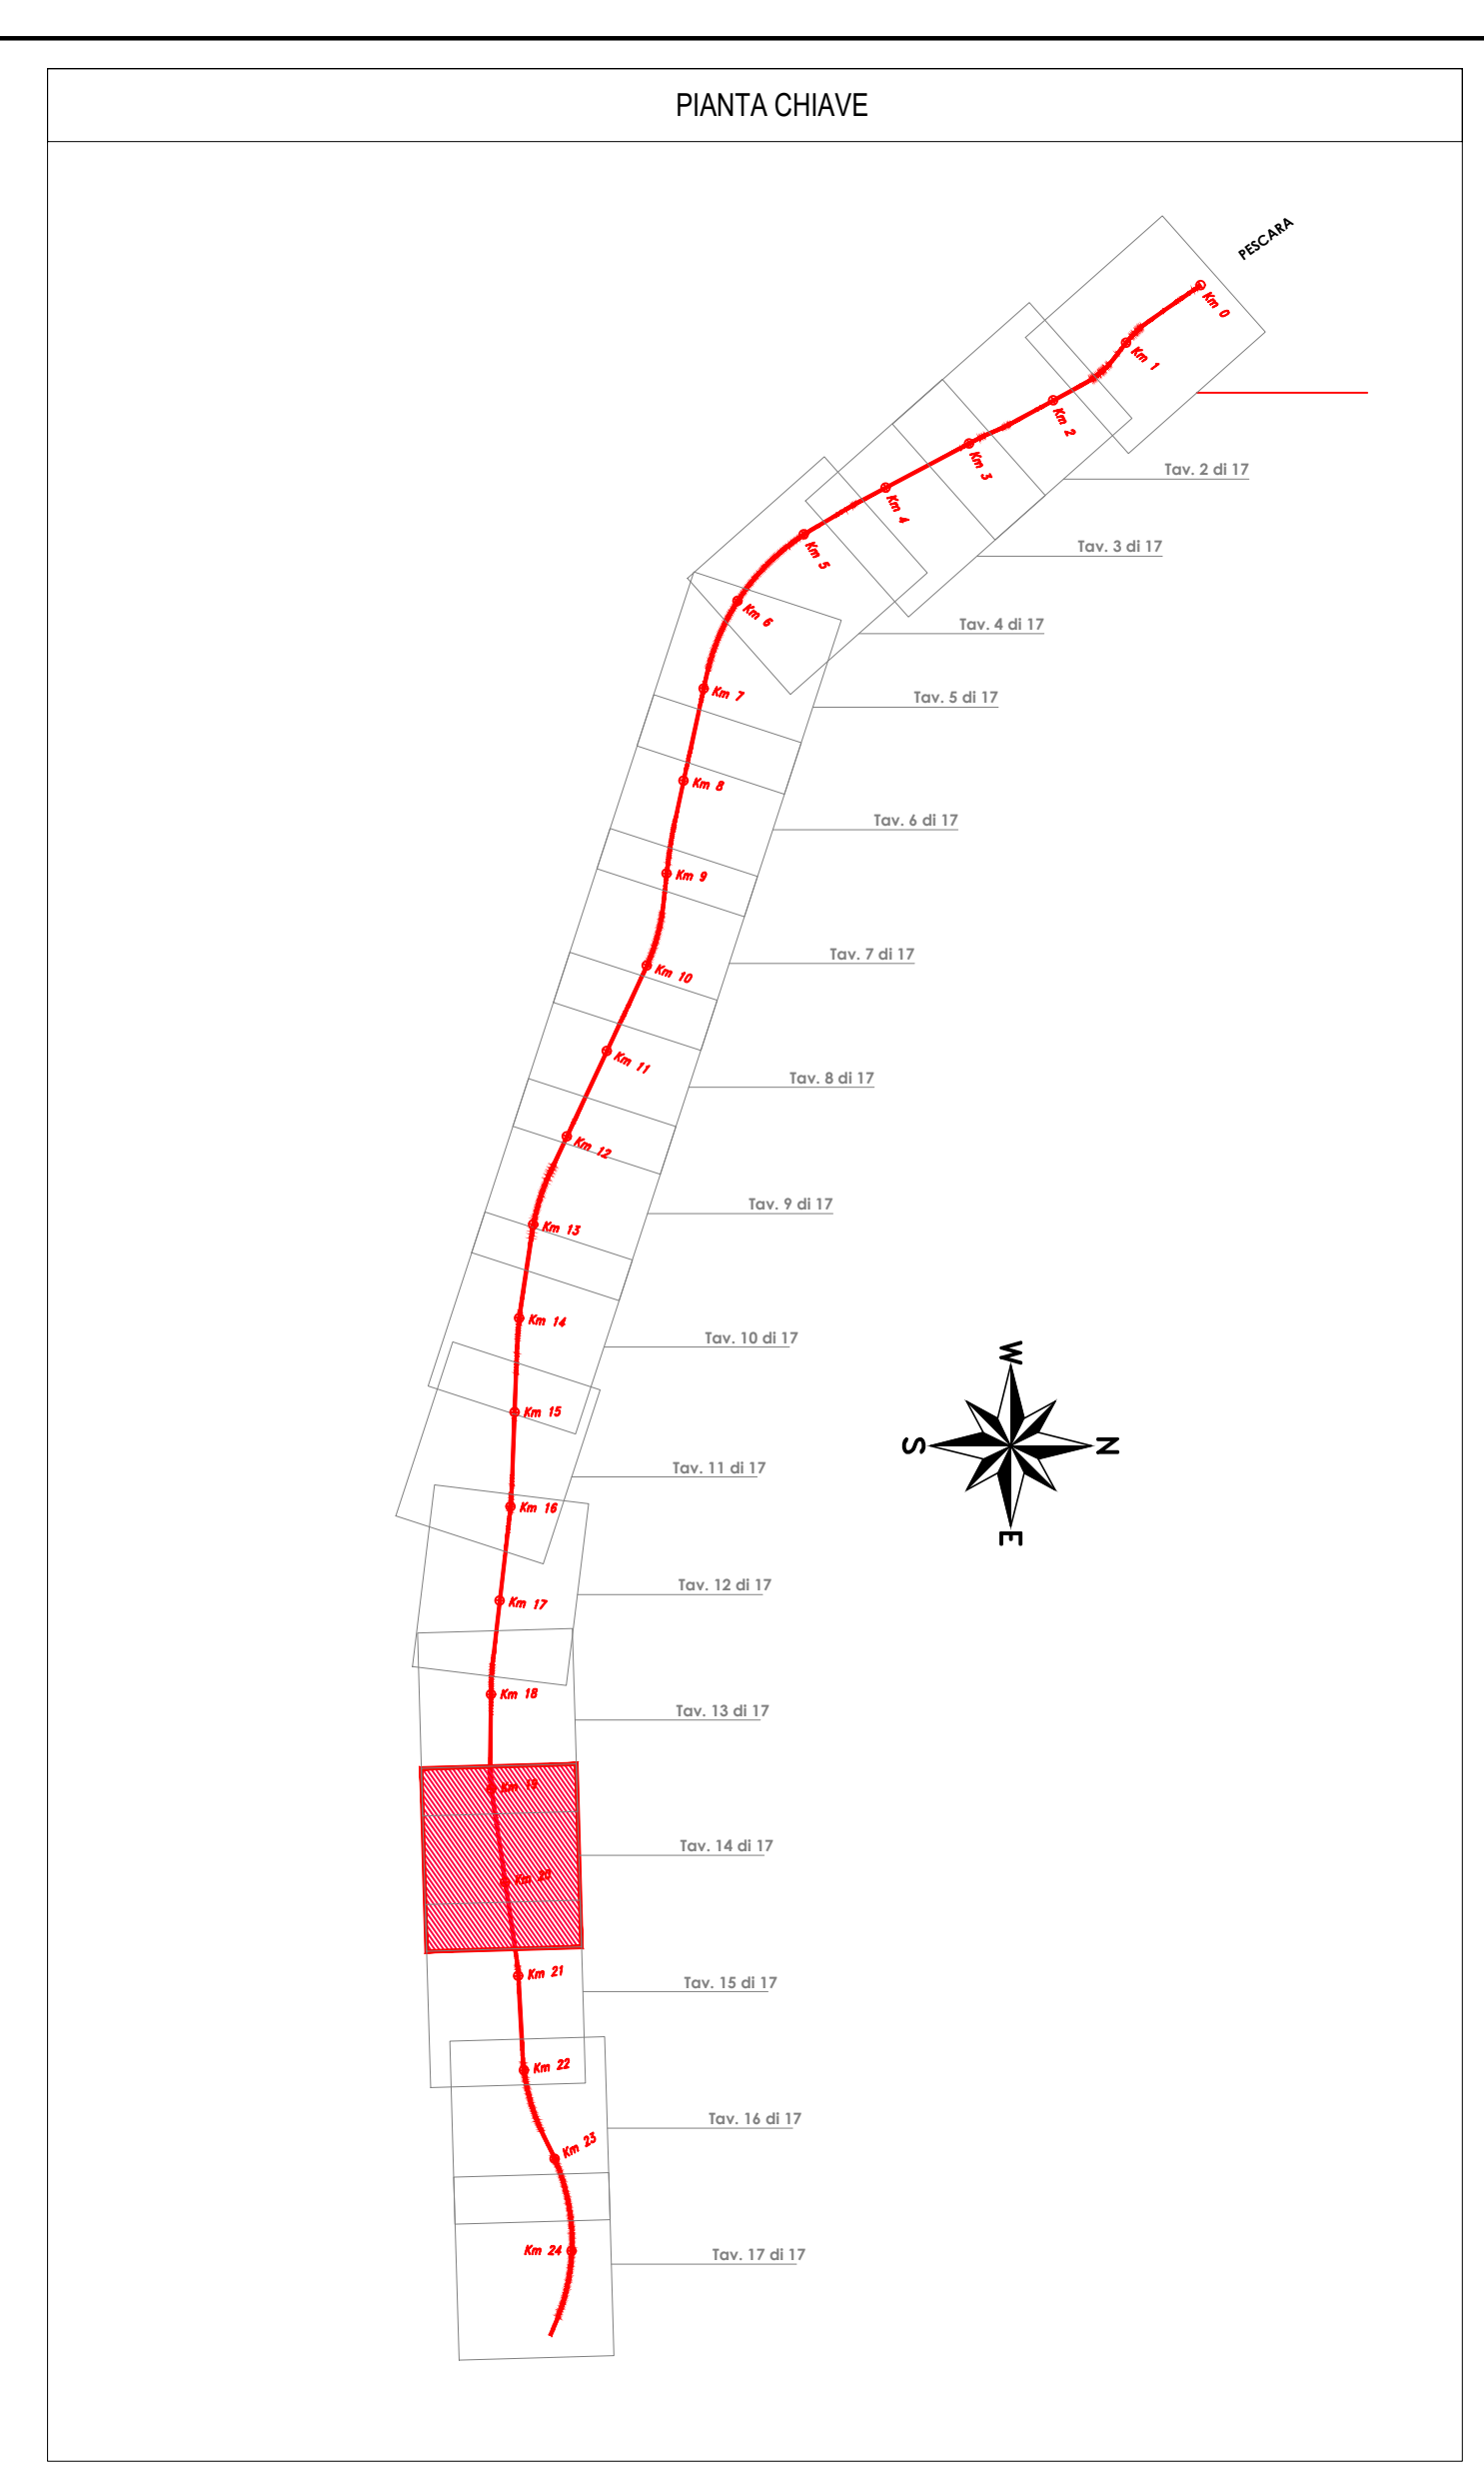 PIANTA CHIAVE
PESCARA
Km 0
Km 1
Km 2
Tav. 2 di 17
Km 3
Km 4
Tav. 3 di 17
Km 5
Km 6
Tav. 4 di 17
Km 7
Tav. 5 di 17
Km 8
Tav. 6 di 17
Km 9
Tav. 7 di 17
Km 10
Km 11
Tav. 8 di 17
Km 12
Tav. 9 di 17
Km 13
Km 14
Tav. 10 di 17
W
S
N
E
Km 15
Tav. 11 di 17
Km 16
Tav. 12 di 17
Km 17
Km 18
Tav. 13 di 17
Km 19
Tav. 14 di 17
Km 20
Km 21
Tav. 15 di 17
Km 22
Tav. 16 di 17
Km 23
Km 24
Tav. 17 di 17